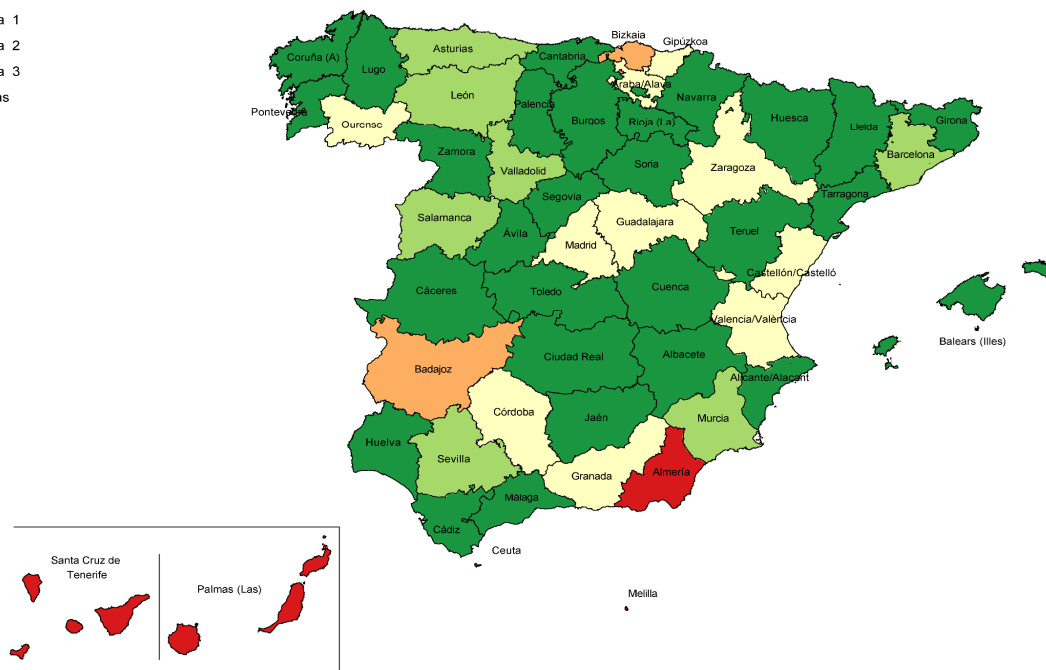 a 1
a 2
a 3
as
Bizkaia
Gipúzkoa
Asturias
Cantabria
Coruña (A)
Lugo
Araba/Alava
León
Palencia
Navarra
Pontevedra
Ourense
Burgos
Rioja (La)
Huesca
Lleida
Girona
Zamora
Barcelona
Valladolid
Soria
Zaragoza
Segovia
Tarragona
Salamanca
Guadalajara
Ávila
Madrid
Teruel
Castellón/Castelló
Cáceres
Toledo
Cuenca
Valencia/València
Balears (Illes)
Ciudad Real
Albacete
Badajoz
Alicante/Alacant
Córdoba
Jaén
Murcia
Huelva
Sevilla
Granada
Almería
Málaga
Cádiz
Ceuta
Santa Cruz de
Tenerife
Palmas (Las)
Melilla